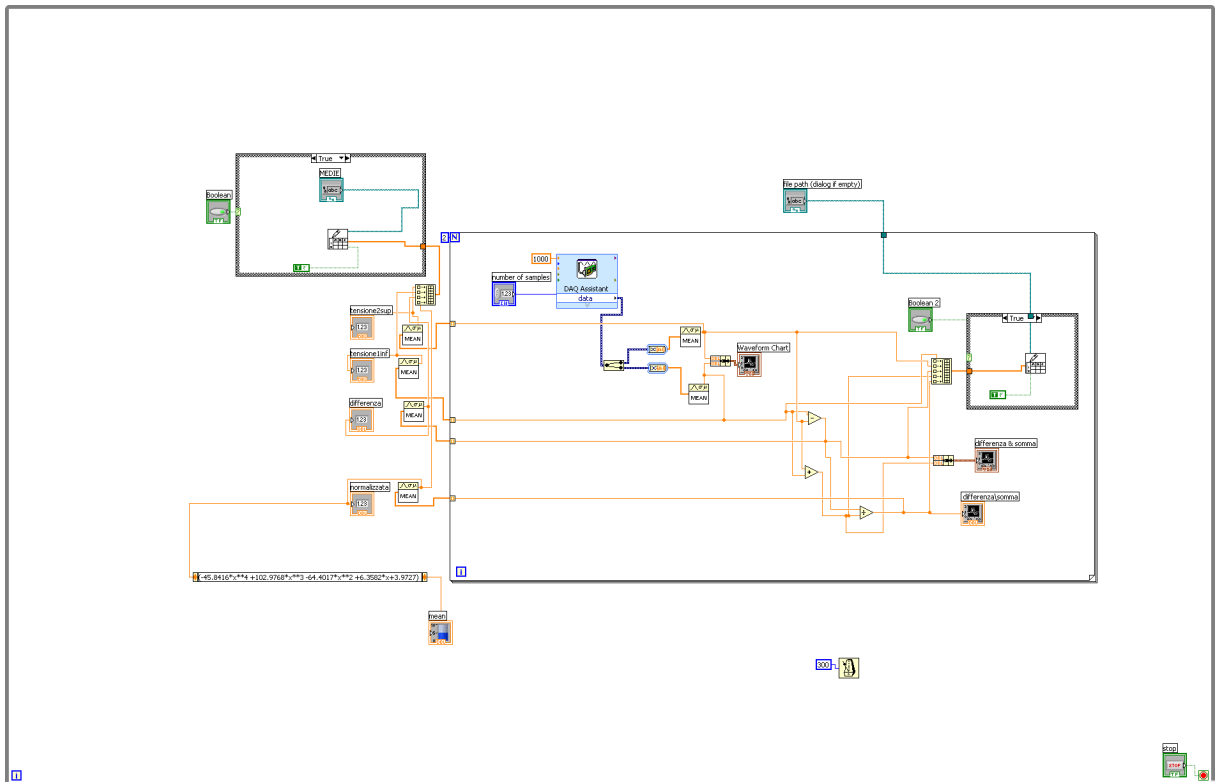 True
MEDIE
Boolean
file path (dialog if empty)
2
N
1000
number of samples
DAQ Assistant
data
Boolean 2
True
tensione2sup
MEAN
MEAN
Waveform Chart
tensione1inf
MEAN
MEAN
differenza
MEAN
differenza & somma
normalizzata
MEAN
differenza\somma
i
(-45.8416*x**4 +102.9768*x**3 -64.4017*x**2 +6.3582*x+3.9727)
mean
300
stop
STOP
i